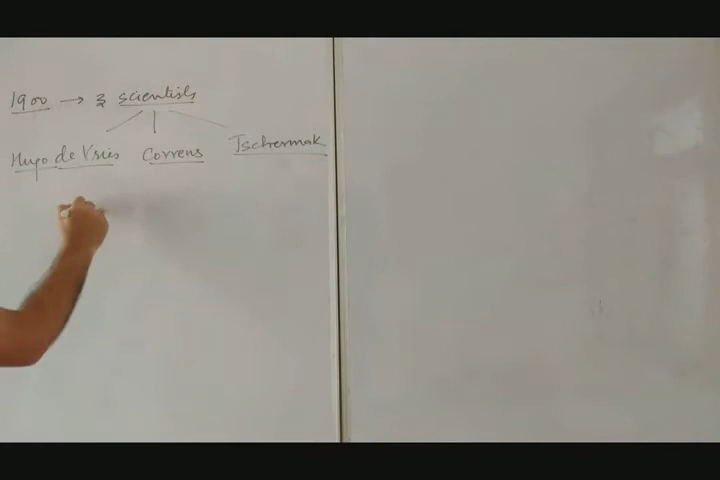 1900 → 3 scientists
Hugo de Vries Correns Tschermak